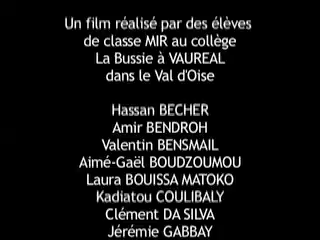 Un film réalisé par des élèves
de classe MIR au collège
La Bussie à VAUREAL
dans le Val d'Oise
Hassan BECHER
Amir BENDROH
Valentin BENSMAIL
Aimé-Gaël BOUDZOUMOU
Laura BOUISSA MATOKO
Kadiatou COULIBALY
Clément DA SILVA
Jérémie GABBAY